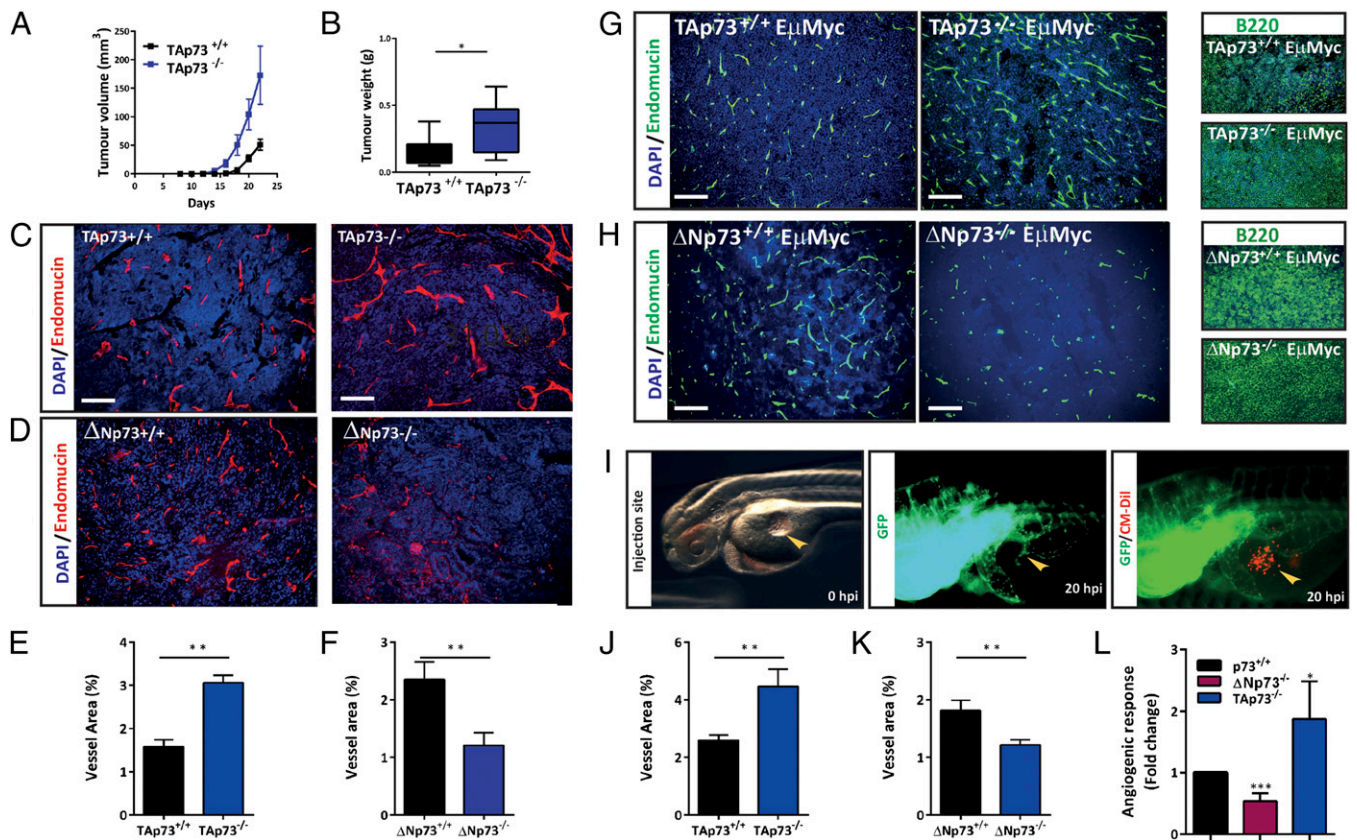 A
Tumour volume (mm³)
250
200
150
100
50
0
0
5
10
15
20
25
Days
TAp73 +/+
TAp73 -/-
B
Tumour weight (g)
1.0
0.5
0.0
*
TAp73 +/+
TAp73 -/-
C
DAPI/Endomucin
TAp73+/+
TAp73-/-
D
DAPI/Endomucin
ΔNp73+/+
ΔNp73-/-
E
Vessel Area (%)
4
3
2
1
0
**
TAp73+/+
TAp73-/-
F
Vessel area (%)
3
2
1
0
**
ΔNp73+/+
ΔNp73-/-
G
DAPI/Endomucin
TAp73+/+ EμMyc
TAp73-/- EμMyc
B220
TAp73+/+ EμMyc
TAp73-/- EμMyc
H
DAPI/Endomucin
ΔNp73+/+ EμMyc
ΔNp73-/- EμMyc
B220
ΔNp73+/+ EμMyc
ΔNp73-/- EμMyc
I
Injection site
0 hpi
GFP
20 hpi
GFP/CM-DiI
20 hpi
J
Vessel Area (%)
6
4
2
0
**
TAp73+/+
TAp73-/-
K
Vessel area (%)
3
2
1
0
**
ΔNp73+/+
ΔNp73-/-
L
Angiogenic response
(Fold change)
2
1
0
p73+/+
ΔNp73-/-
TAp73-/-
***
*